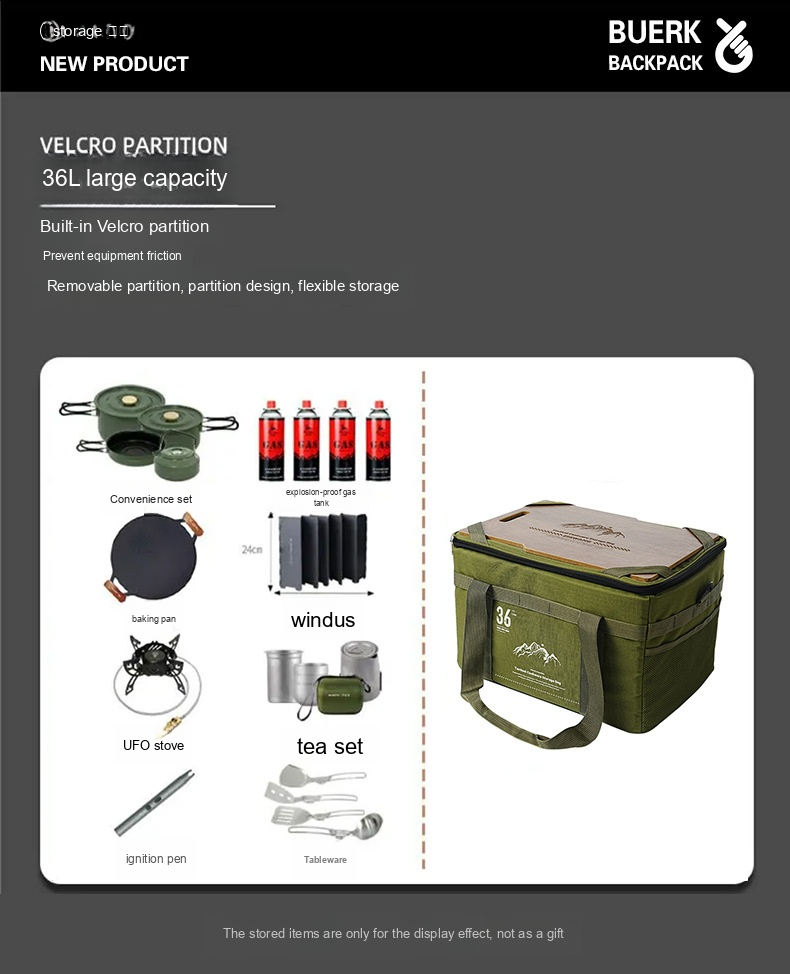 storage
BUERK
NEW PRODUCT
BACKPACK
VELCRO PARTITION
36L large capacity
Built-in Velcro partition
Prevent equipment friction
Removable partition, partition design, flexible storage
GAS GAS GAS GAS
Convenience set
explosion-proof gas
tank
24cm
baking pan
windus
36
UFO stove
tea set
ignition pen
Tableware
The stored items are only for the display effect, not as a gift